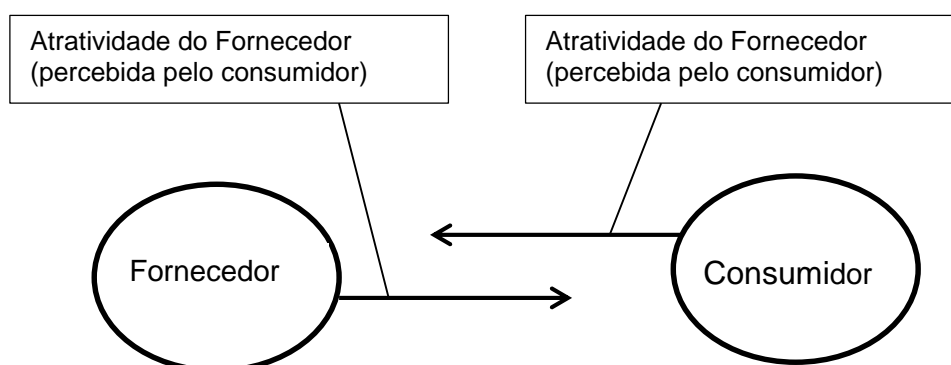 Atratividade do Fornecedor
(percebida pelo consumidor)
Atratividade do Fornecedor
(percebida pelo consumidor)
Fornecedor
Consumidor